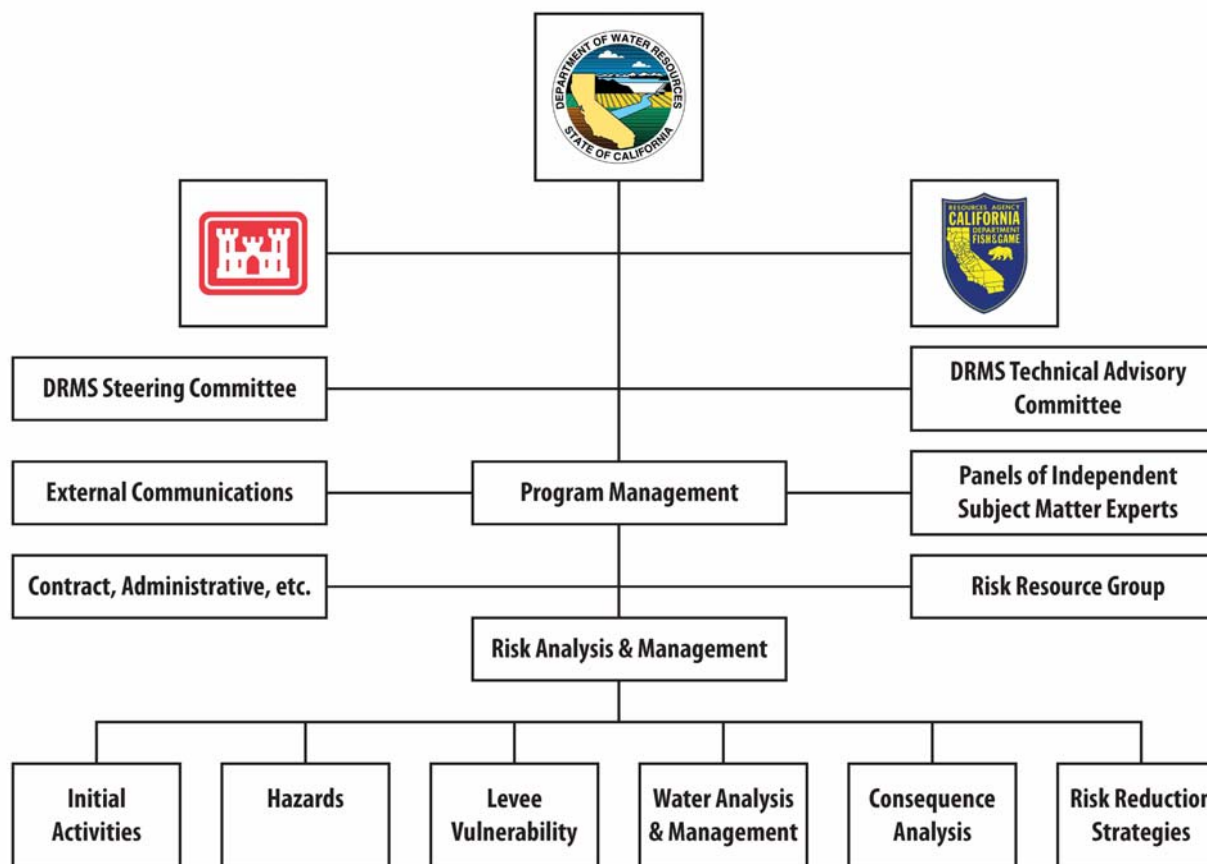 DEPARTMENT OF WATER RESOURCES
STATE OF CALIFORNIA
RESOURCES AGENCY
CALIFORNIA
DEPARTMENT
FISH & GAME
DRMS Steering Committee
DRMS Technical Advisory
Committee
External Communications
Program Management
Panels of Independent
Subject Matter Experts
Contract, Administrative, etc.
Risk Resource Group
Risk Analysis & Management
Initial
Activities
Hazards
Levee
Vulnerability
Water Analysis
& Management
Consequence
Analysis
Risk Reduction
Strategies